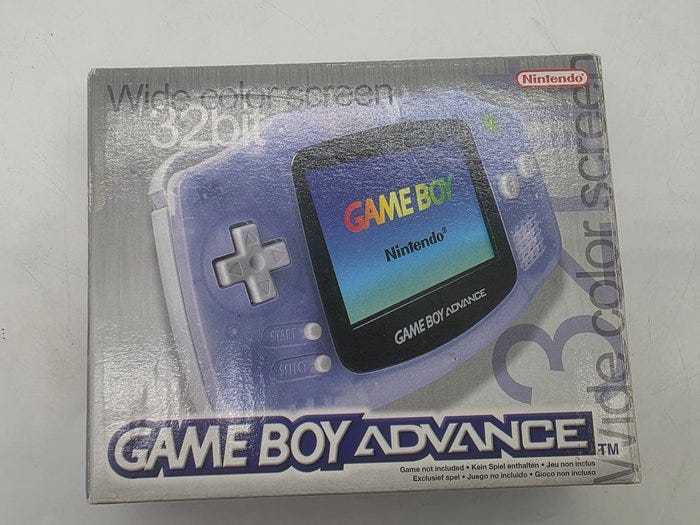 Wide color screen
32bit
Nintendo®
GAME BOY
Nintendo®
GAME BOY ADVANCE
START
SELECT
32
Wide color screen
GAME BOY ADVANCE™
Game not included • Kein Spiel enthalten • Jeu non inclus
Exclusief spel • Juego no incluido • Gioco non incluso